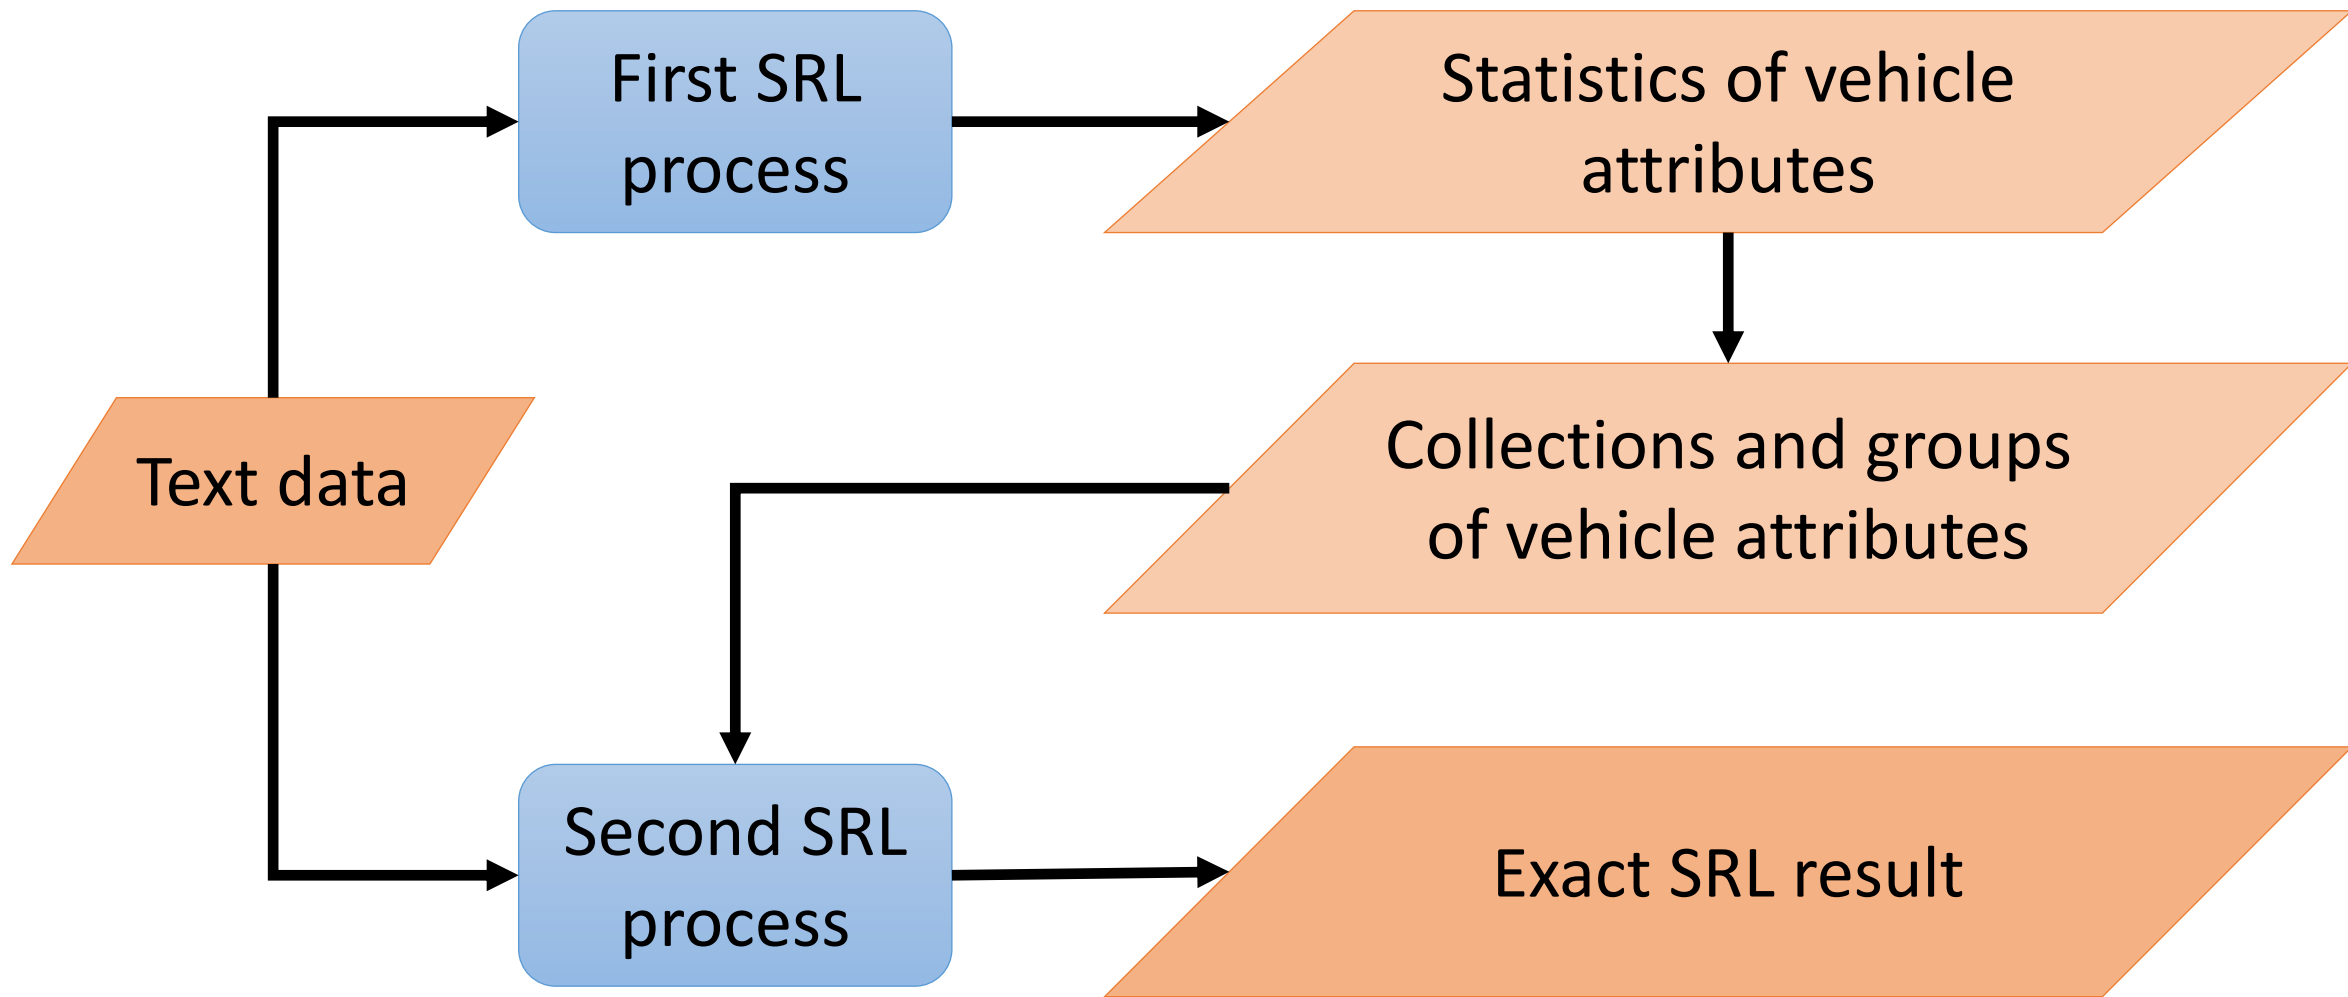 First SRL
process
Statistics of vehicle
attributes
Text data
Collections and groups
of vehicle attributes
Second SRL
process
Exact SRL result